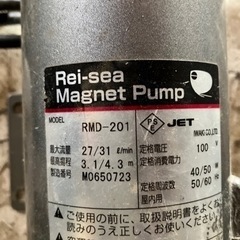 Rei-sea
Magnet Pump
MODEL RMD-201
P S E JET
IWAKI CO.,LTD.
最大流量 27/31 ℓ/min
最高揚程 3.1/4.3 m
製造番号 M0650723
定格電圧 100 V
定格消費電力 40/50 W
定格周波数 50/60 Hz
屋内用
ご使用の前に、取扱説明書をよく
お読みのうえ正しく